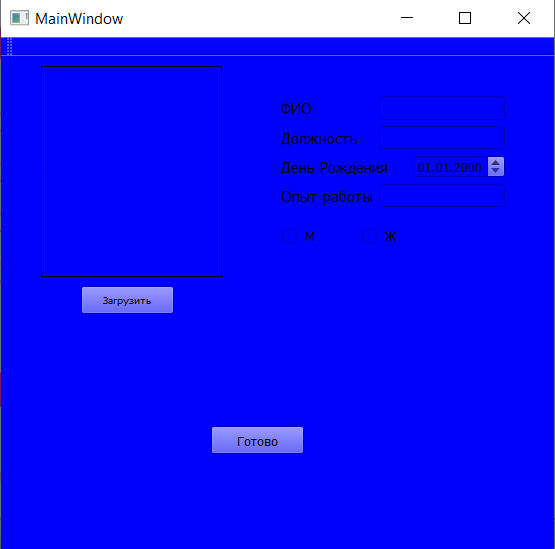 MainWindow
ФИО
Должность
День Рождения 01.01.2000
Опыт работы
М Ж
Загрузить
Готово